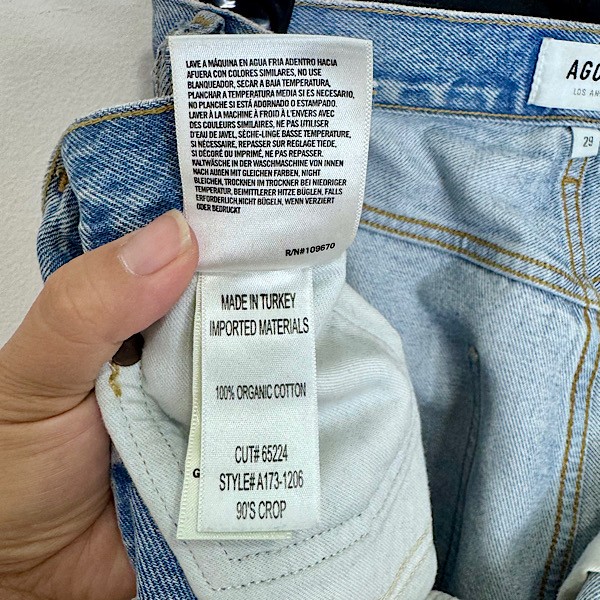 LAVE A MÁQUINA EN AGUA FRIA ADENTRO HACIA
AFUERA CON COLORES SIMILARES, NO USE
BLANQUEADOR, SECAR A BAJA TEMPERATURA,
PLANCHAR A TEMPERATURA MEDIA SI ES NECESARIO,
NO PLANCHE SI ESTÁ ADORNADO O ESTAMPADO.
LAVER À LA MACHINE À FROID À L'ENVERS AVEC
DES COULEURS SIMILAIRES, NE PAS UTILISER
D'EAU DE JAVEL, SÈCHE-LINGE BASSE TEMPERATURE,
SI NÉCESSAIRE, REPASSER SUR REGLAGE TIEDE,
SI DÉCORÉ OU IMPRIMÉ, NE PAS REPASSER.
KALTWÄSCHE IN DER WASCHMASCHINE VON INNEN
NACH AUßEN MIT GLEICHEN FARBEN, NIGHT
BLEICHEN, TROCKNEN IM TROCKNER BEI NIEDRIGER
TEMPERATUR, BEIMITTLERER HITZE BÜGLEN, FALLS
ERFORDERLICH,NICHT BÜGELN, WENN VERZIERT
ODER BEDRUCKT
R/N#109670
MADE IN TURKEY
IMPORTED MATERIALS
100% ORGANIC COTTON
CUT# 65224
STYLE# A173-1206
90'S CROP
G
AGO
LOS AN
29